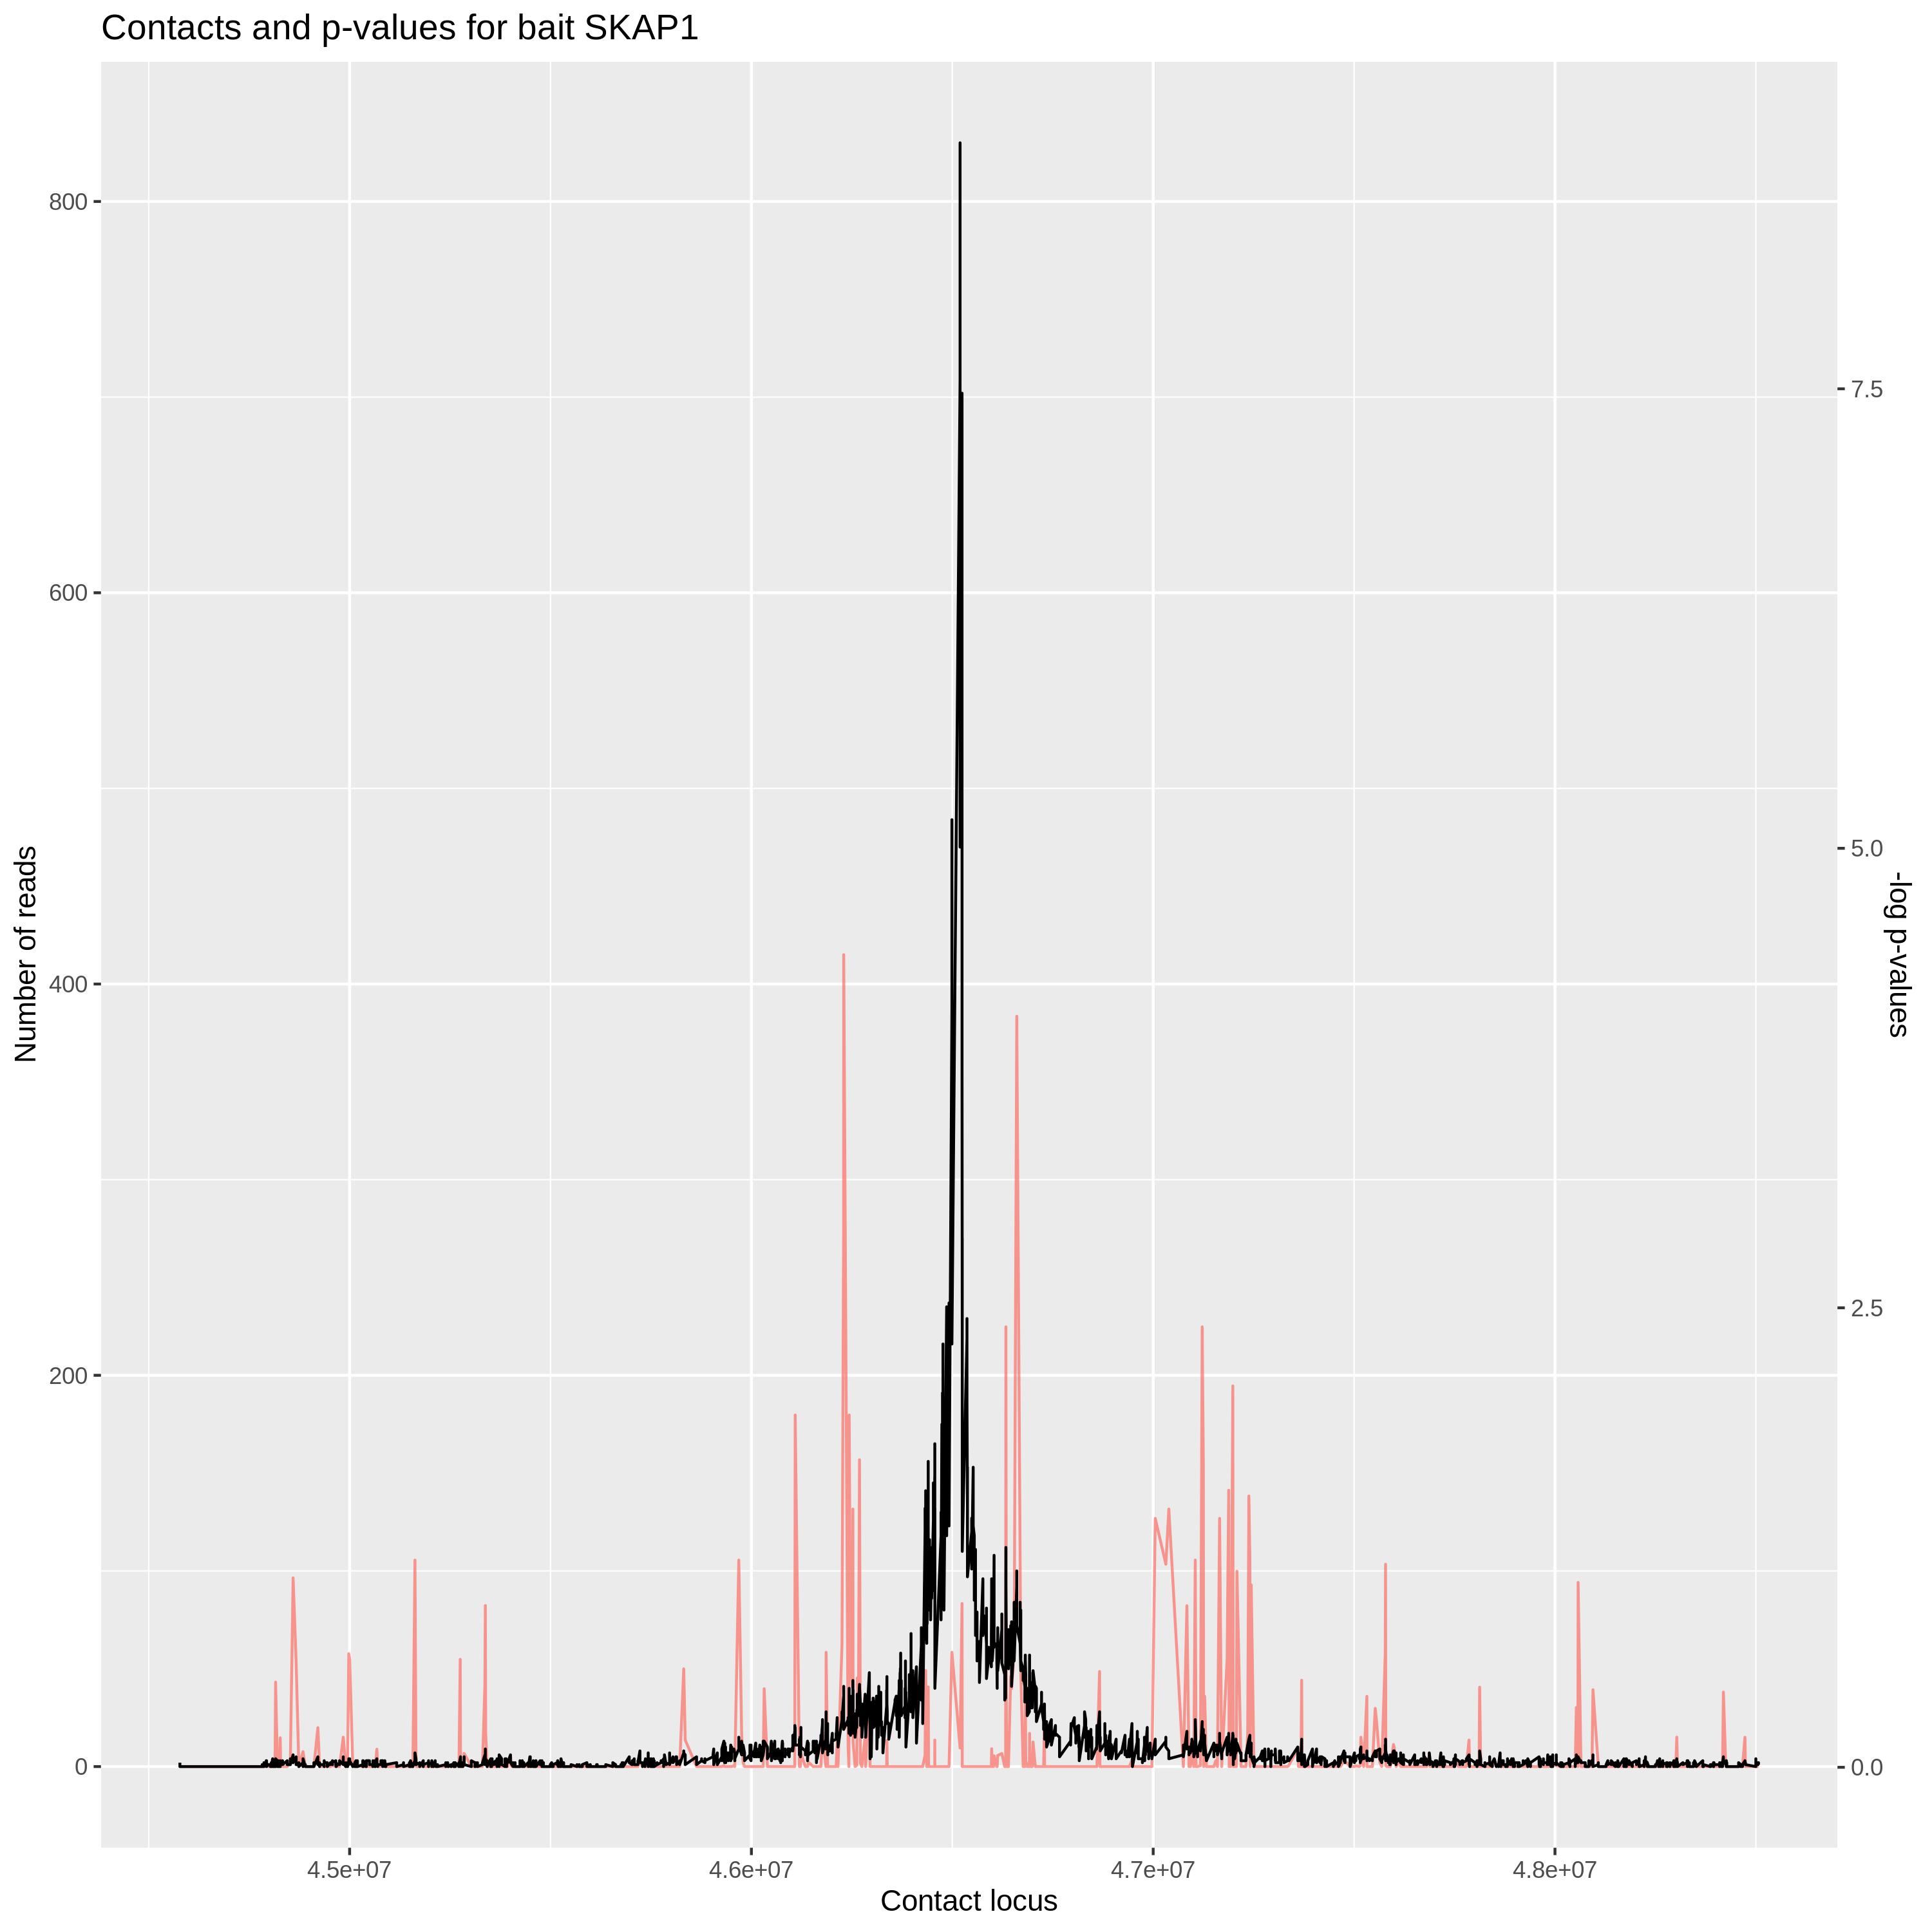 Contacts and p-values for bait SKAP1
800
600
400
200
0
Number of reads
7.5
5.0
2.5
0.0
-log p-values
4.5e+07
4.6e+07
4.7e+07
4.8e+07
Contact locus